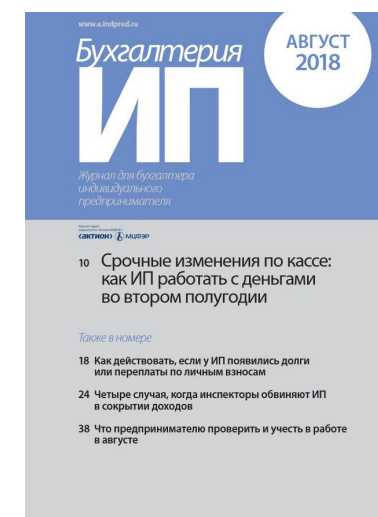 www.e.indpred.ru
Бухгалтерия
АВГУСТ
2018
ИП
Журнал для бухгалтера
индивидуального
предпринимателя
«АКТИОН» МЦФЭР
10 Срочные изменения по кассе:
как ИП работать с деньгами
во втором полугодии
Также в номере
18 Как действовать, если у ИП появились долги
или переплаты по личным взносам
24 Четыре случая, когда инспекторы обвиняют ИП
в сокрытии доходов
38 Что предпринимателю проверить и учесть в работе
в августе